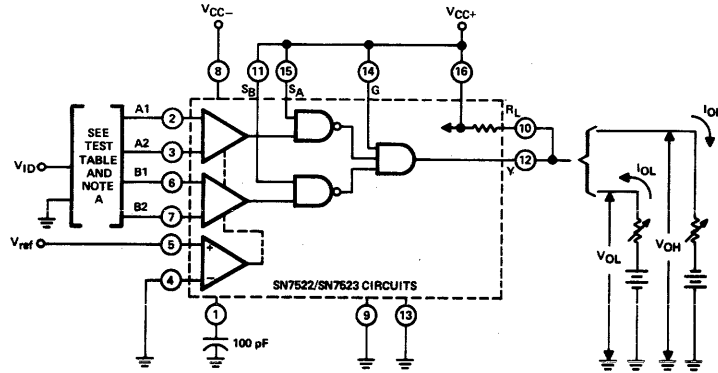 VCC−
VCC+
8
11
15
14
16
SB
SA
G
RL
10
IOH
A1
2
SEE
TEST
TABLE
AND
NOTE
A
A2
3
VID
B1
6
12
Y
IOL
B2
7
Vref
5
+
−
4
VOL
VOH
SN7522/SN7523 CIRCUITS
1
9
13
100 pF